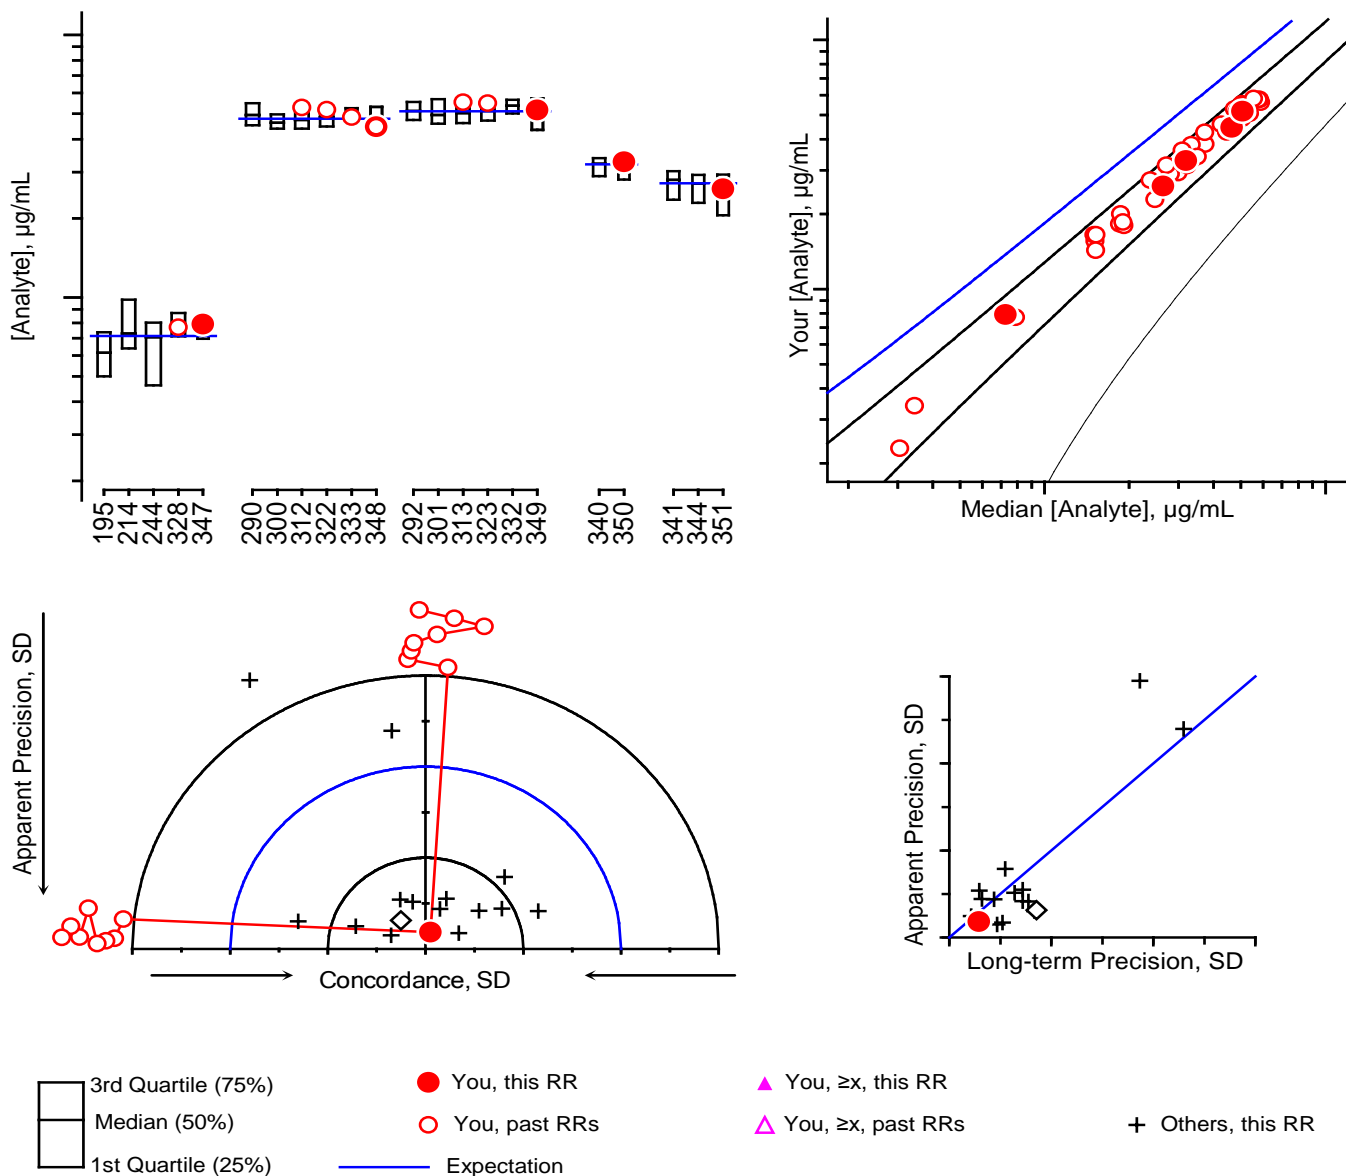 [Analyte], µg/mL
195
214
244
328
347
290
300
312
322
333
348
292
301
313
323
332
349
340
350
341
344
351
Your [Analyte], µg/mL
Median [Analyte], µg/mL
Apparent Precision, SD
Concordance, SD
Apparent Precision, SD
Long-term Precision, SD
3rd Quartile (75%)
Median (50%)
1st Quartile (25%)
You, this RR
You, past RRs
Expectation
You, ≥x, this RR
You, ≥x, past RRs
Others, this RR